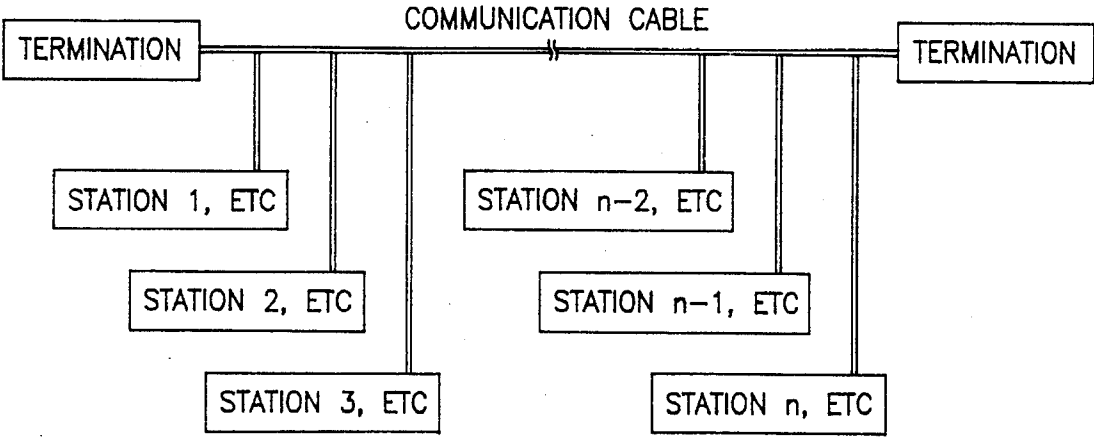 COMMUNICATION CABLE
TERMINATION
TERMINATION
STATION 1, ETC
STATION n-2, ETC
STATION 2, ETC
STATION n-1, ETC
STATION 3, ETC
STATION n, ETC